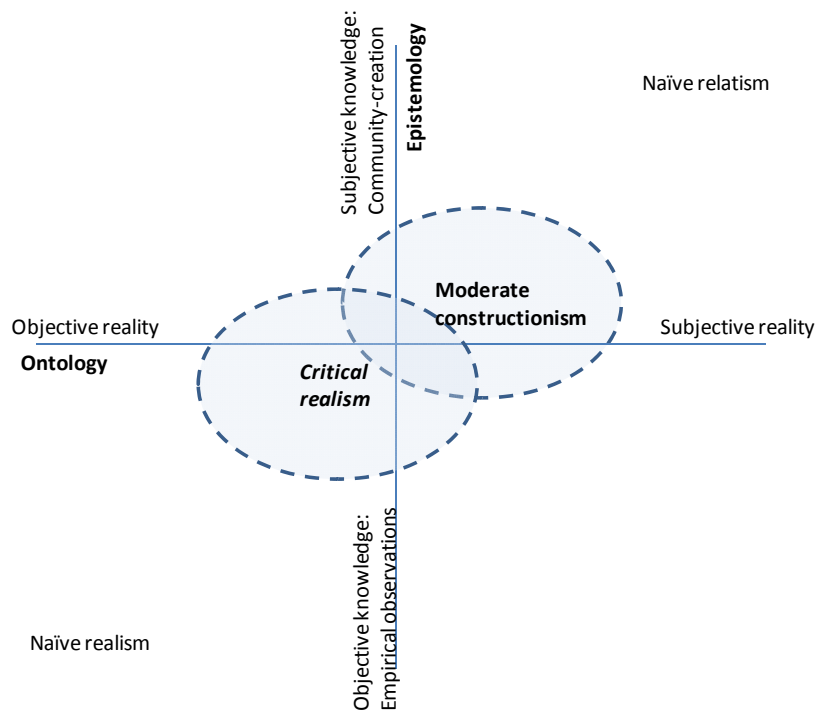 Subjective knowledge:
Community-creation
Epistemology
Naïve relatism
Moderate
constructionism
Objective reality
Subjective reality
Ontology
Critical
realism
Objective knowledge:
Empirical observations
Naïve realism